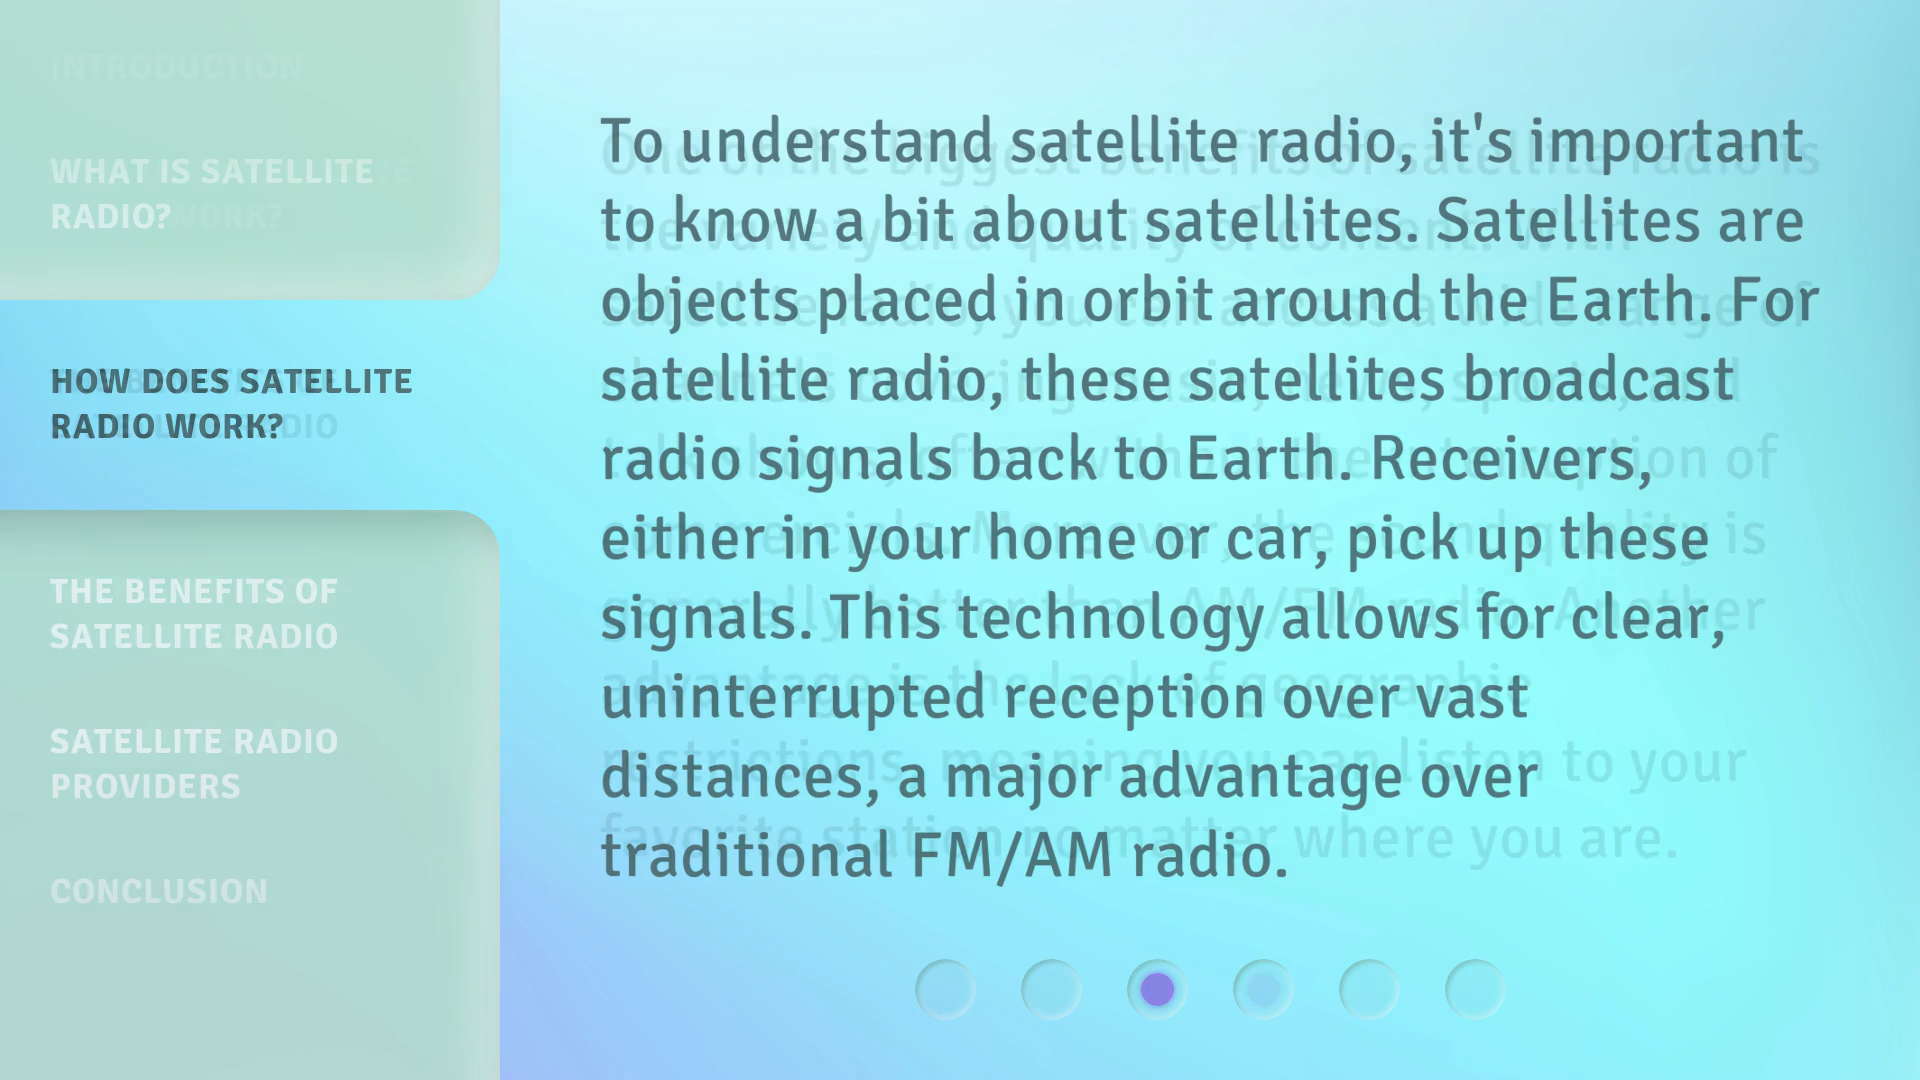 INTRODUCTION
WHAT IS SATELLITE
RADIO?
HOW DOES SATELLITE
RADIO WORK?
THE BENEFITS OF
SATELLITE RADIO
SATELLITE RADIO
PROVIDERS
CONCLUSION
To understand satellite radio, it's important
to know a bit about satellites. Satellites are
objects placed in orbit around the Earth. For
satellite radio, these satellites broadcast
radio signals back to Earth. Receivers,
either in your home or car, pick up these
signals. This technology allows for clear,
uninterrupted reception over vast
distances, a major advantage over
traditional FM/AM radio.